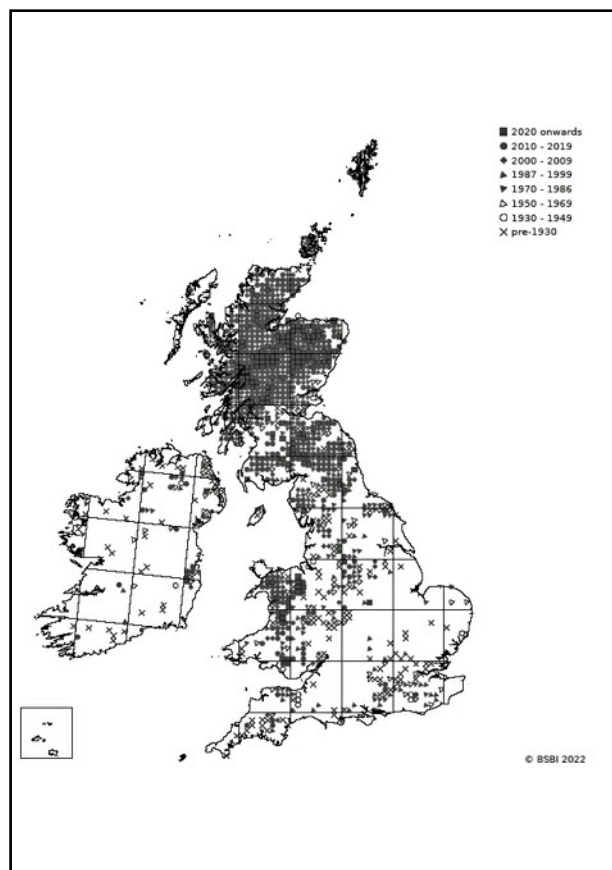 2020 onwards
2010 - 2019
2000 - 2009
1987 - 1999
1970 - 1986
1950 - 1969
1930 - 1949
pre-1930
© BSBI 2022